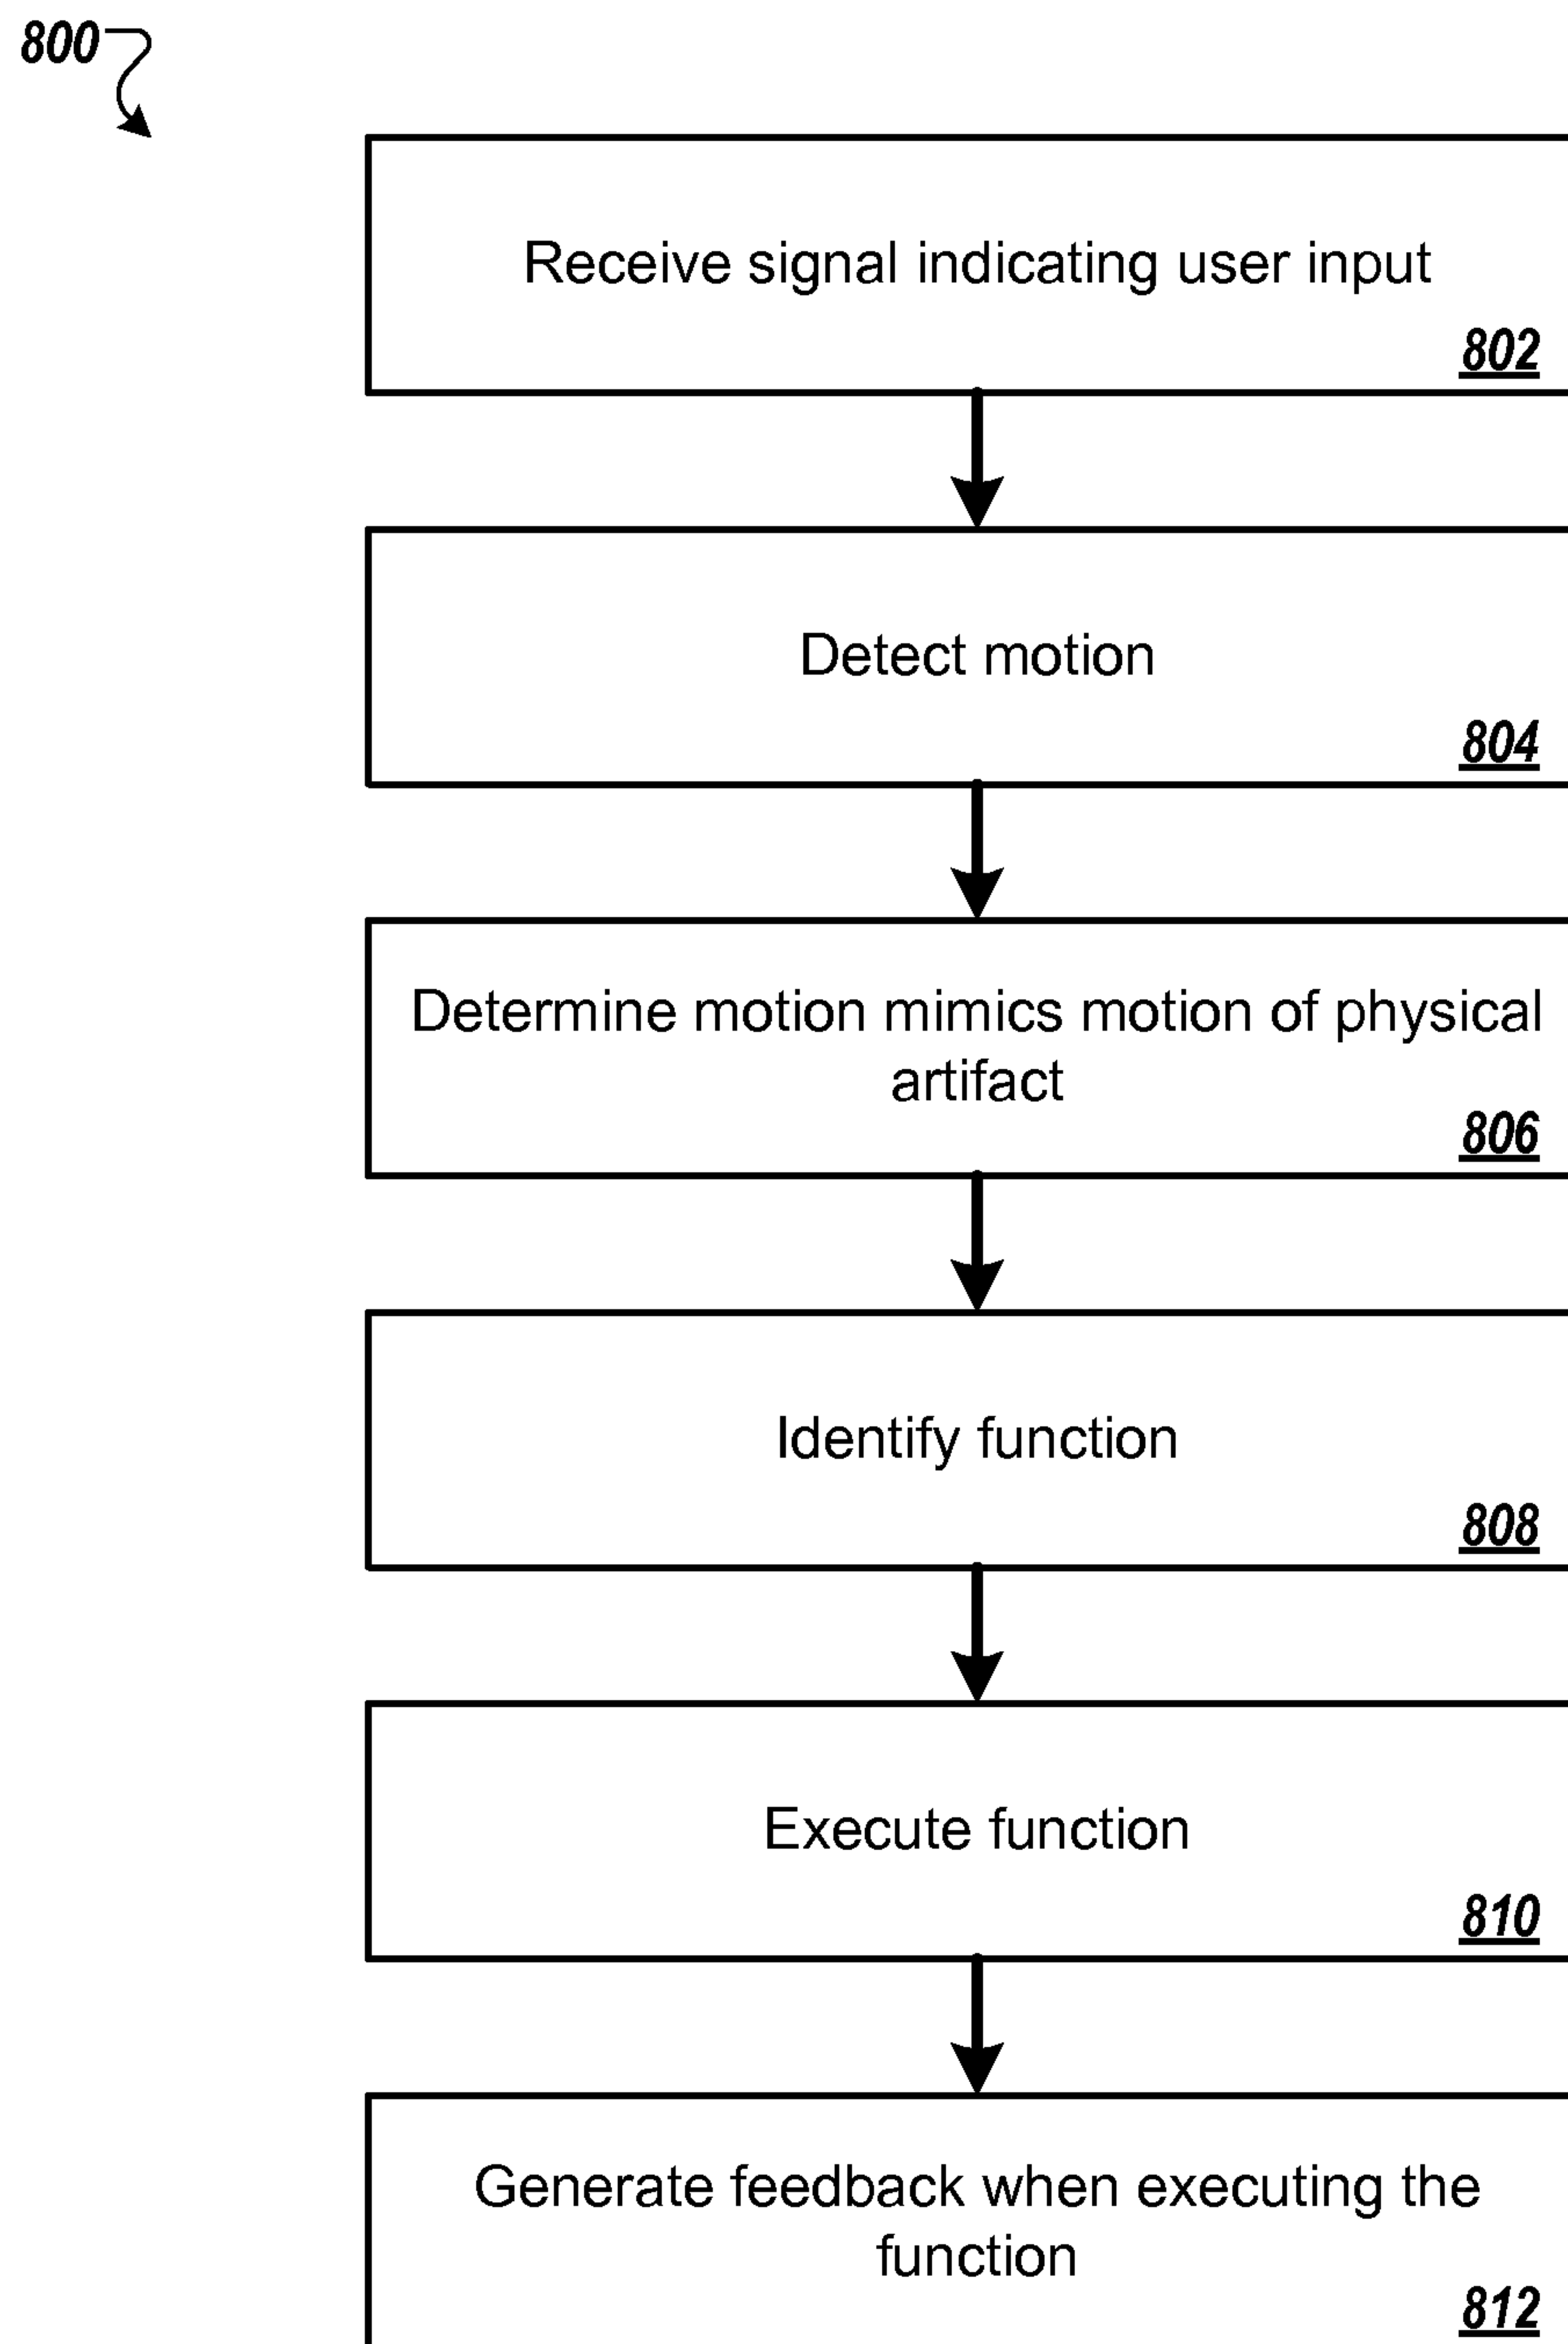 800
Receive signal indicating user input
802
Detect motion
804
Determine motion mimics motion of physical
artifact
806
Identify function
808
Execute function
810
Generate feedback when executing the
function
812